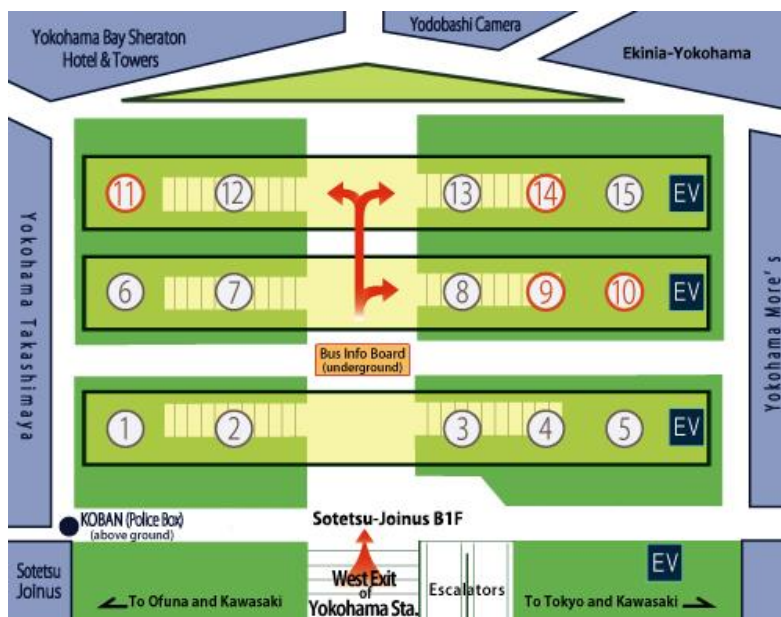 Yokohama Bay Sheraton
Hotel & Towers
Yodobashi Camera
Ekinia-Yokohama
11
12
13
14
15
EV
Yokohama Takashimaya
Yokohama More's
6
7
8
9
10
EV
Bus Info Board
(underground)
1
2
3
4
5
EV
KOBAN (Police Box)
(above ground)
Sotetsu-Joinus B1F
Sotetsu
Joinus
West Exit
of
Yokohama Sta.
Escalators
EV
To Ofuna and Kawasaki
To Tokyo and Kawasaki